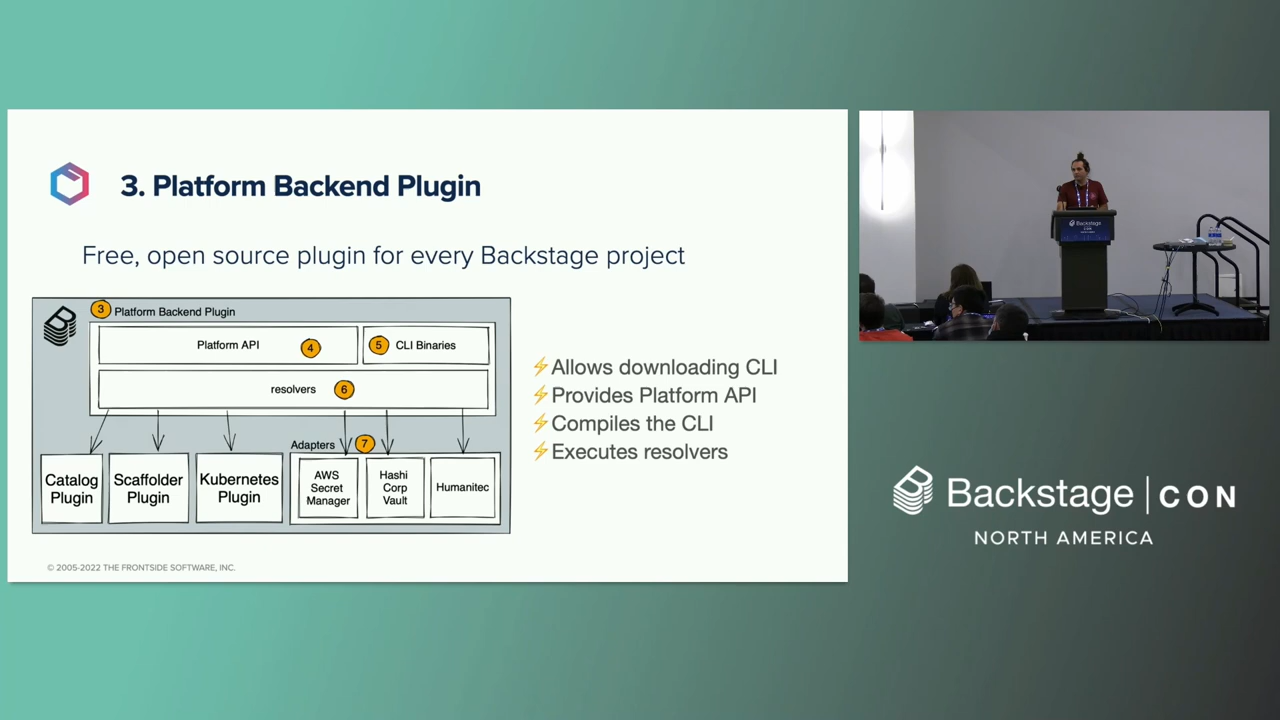 3. Platform Backend Plugin
Free, open source plugin for every Backstage project
3 Platform Backend Plugin
Platform API 4
5 CLI Binaries
resolvers 6
Adapters 7
Catalog
Plugin
Scaffolder
Plugin
Kubernetes
Plugin
AWS
Secret
Manager
Hashi
Corp
Vault
Humanitec
⚡Allows downloading CLI
⚡Provides Platform API
⚡Compiles the CLI
⚡Executes resolvers
© 2005-2022 THE FRONTSIDE SOFTWARE, INC.
Backstage
CON
Backstage | CON
NORTH AMERICA